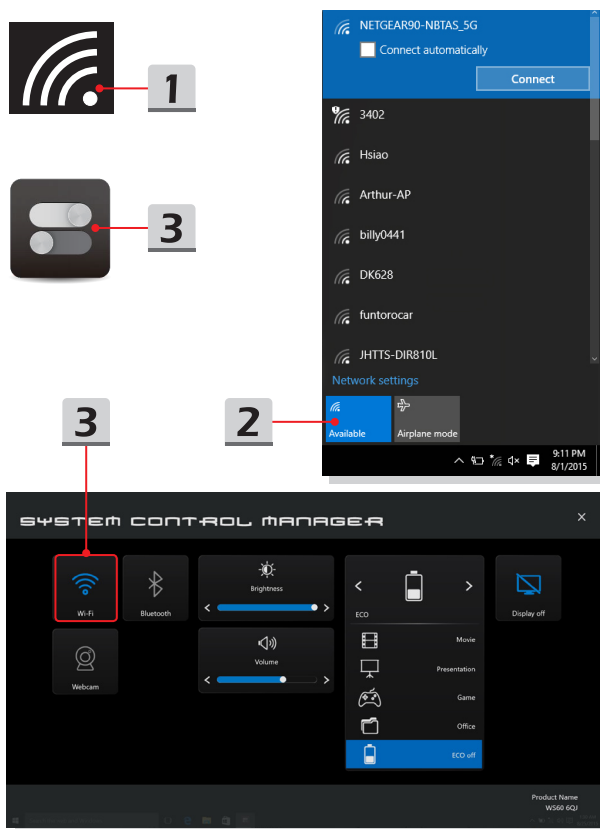 1
3
NETGEAR90-NBTAS_5G
Connect automatically
Connect
3402
Hsiao
Arthur-AP
billy0441
DK628
funtorocar
JHTTS-DIR810L
Network settings
2
Available
Airplane mode
9:11 PM
8/1/2015
3
SYSTEM CONTROL MANAGER
Wi-Fi
Bluetooth
Brightness
ECO
Display off
Webcam
Volume
Movie
Presentation
Game
Office
ECO off
Product Name
WS60 6QJ